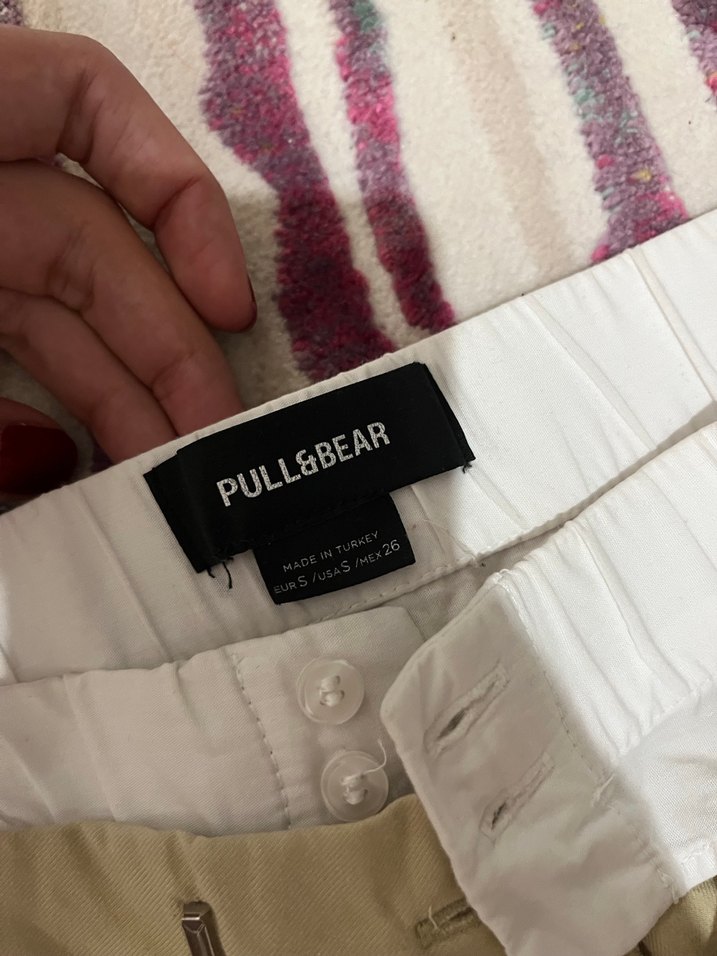 PULL&BEAR
MADE IN TURKEY
EUR S / USA S / MEX 26